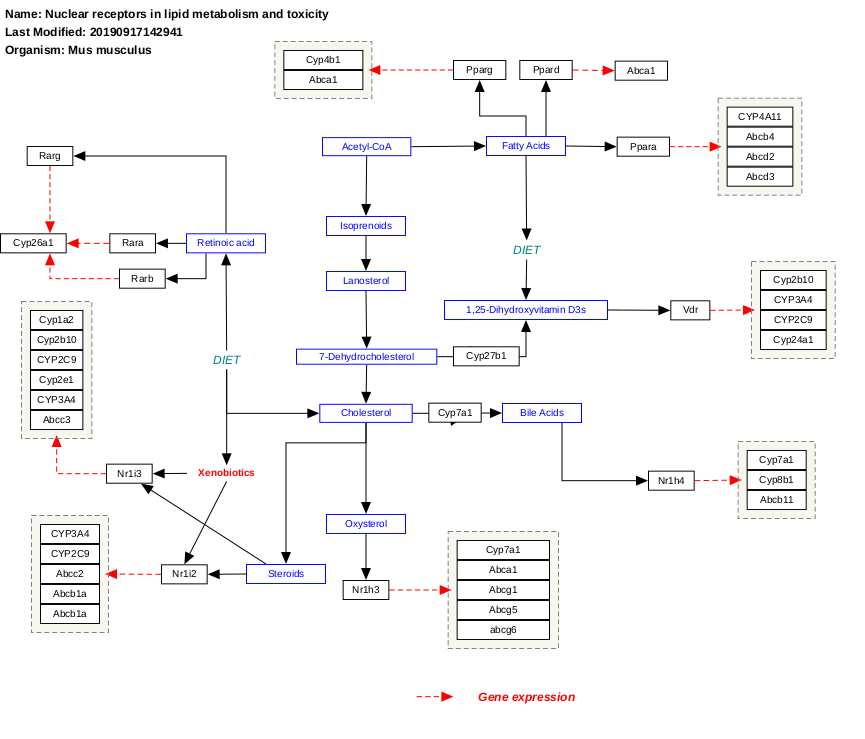 Name: Nuclear receptors in lipid metabolism and toxicity
Last Modified: 20190917142941
Organism: Mus musculus
Cyp4b1
Abca1
Pparg
Ppard
Abca1
CYP4A11
Abcb4
Abcd2
Abcd3
Acetyl-CoA
Fatty Acids
Ppara
Rarg
Isoprenoids
Cyp26a1
Rara
Retinoic acid
DIET
Rarb
Lanosterol
Cyp2b10
CYP3A4
CYP2C9
Cyp24a1
1,25-Dihydroxyvitamin D3s
Vdr
Cyp1a2
Cyp2b10
CYP2C9
Cyp2e1
CYP3A4
Abcc3
DIET
7-Dehydrocholesterol
Cyp27b1
Cholesterol
Cyp7a1
Bile Acids
Nr1i3
Xenobiotics
Nr1h4
Cyp7a1
Cyp8b1
Abcb11
Oxysterol
CYP3A4
CYP2C9
Abcc2
Abcb1a
Abcb1a
Nr1i2
Steroids
Nr1h3
Cyp7a1
Abca1
Abcg1
Abcg5
abcg6
Gene expression